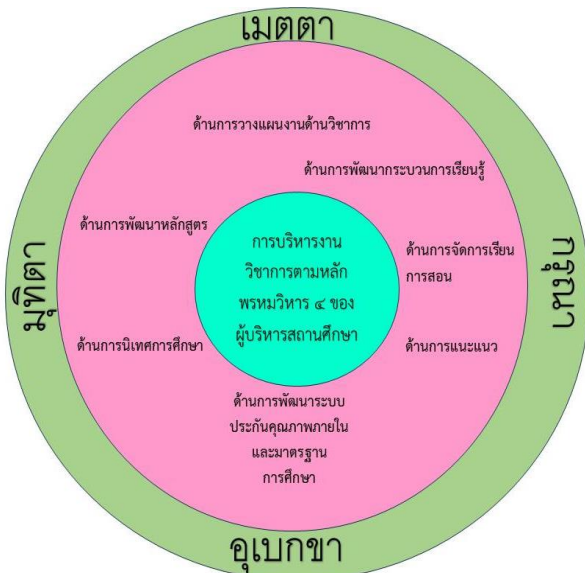 เมตตา
ด้านการวางแผนงานด้านวิชาการ
ด้านการพัฒนากระบวนการเรียนรู้
ด้านการพัฒนาหลักสูตร
การบริหารงาน
วิชาการตามหลัก
พรหมวิหาร ๔ ของ
ผู้บริหารสถานศึกษา
ด้านการจัดการเรียน
การสอน
มุทิตา
กรุณา
ด้านการนิเทศการศึกษา
ด้านการแนะแนว
ด้านการพัฒนาระบบ
ประกันคุณภาพภายใน
และมาตรฐาน
การศึกษา
อุเบกขา